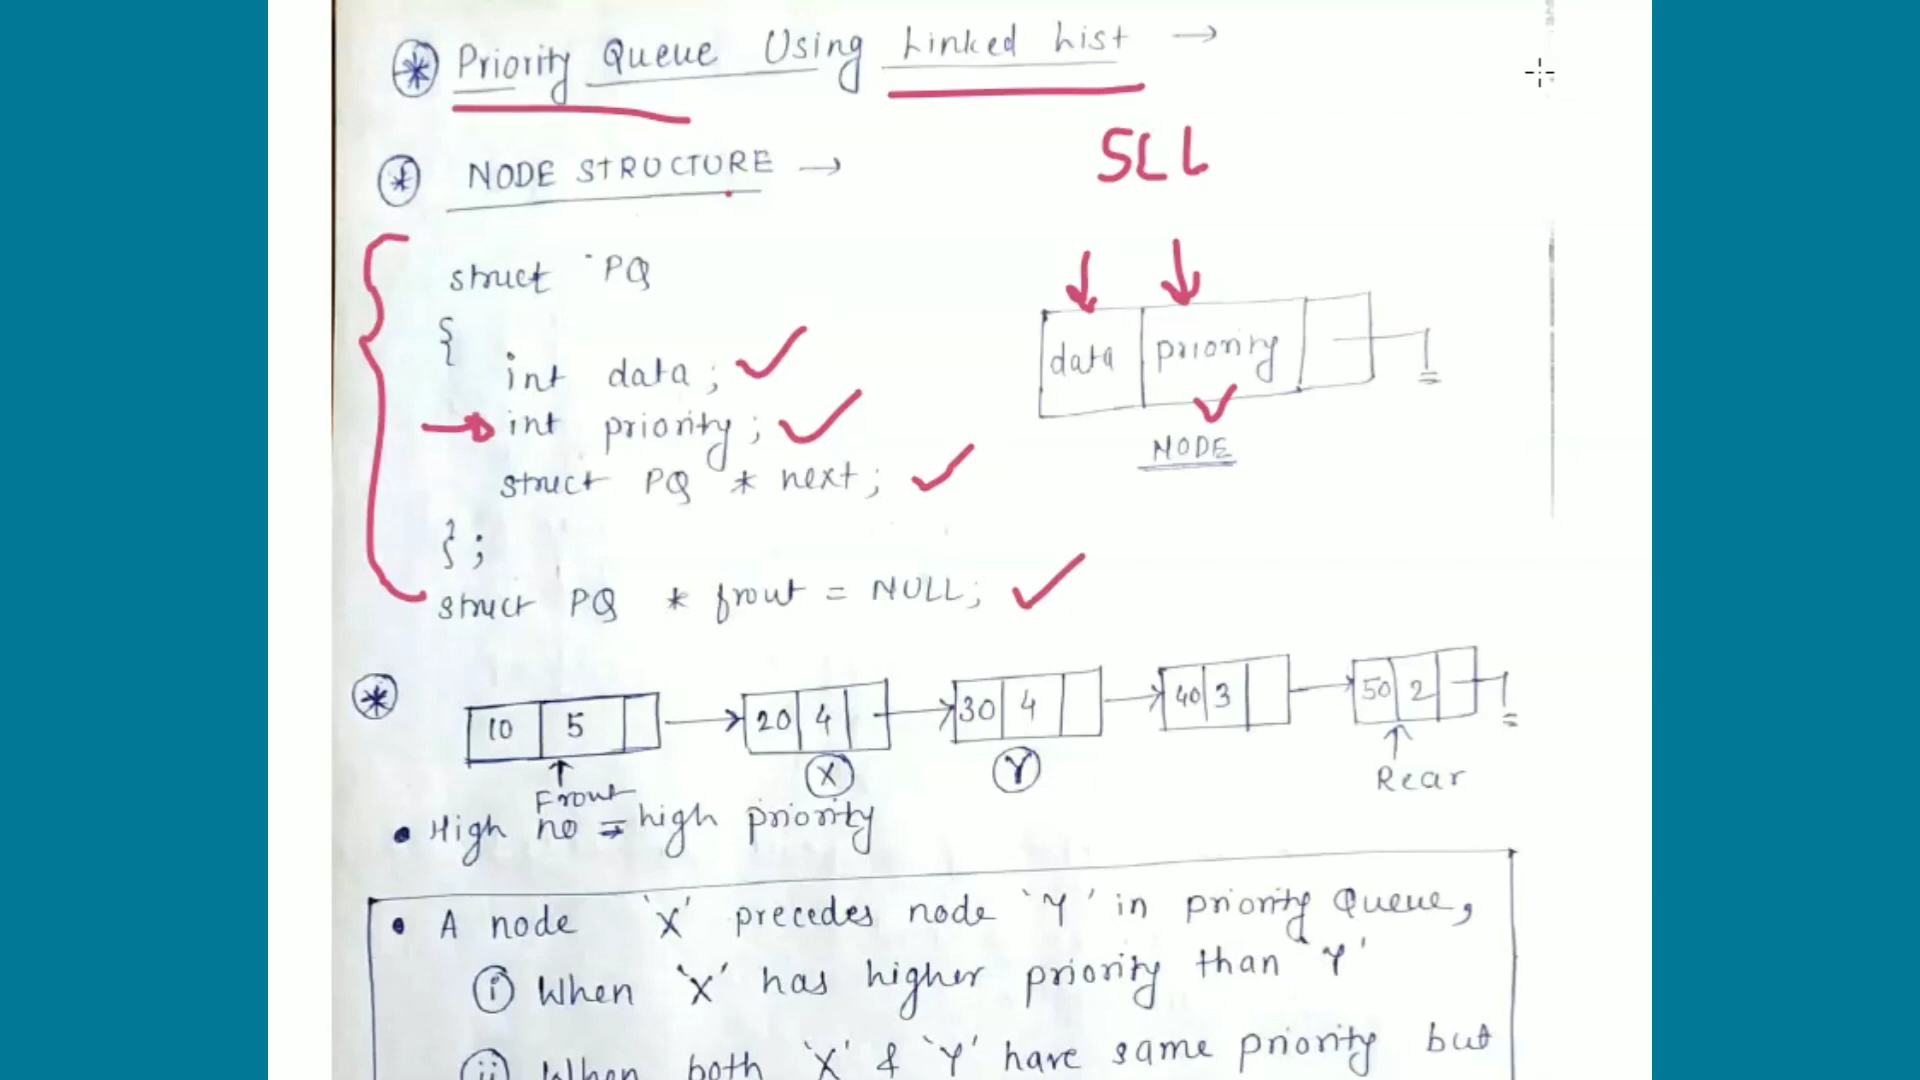 Priority Queue Using Linked List →
SLL
NODE STRUCTURE →
struct PQ
{
int data;
int priority;
struct PQ * next;
};
struct PQ * front = NULL;
data priority
NODE
10 5 → 20 4 → 30 4 → 40 3 → 50 2
Front X Y Rear
• High no = high priority
• A node 'X' precedes node 'Y' in priority Queue,
(i) When 'X' has higher priority than 'Y'
(ii) When both 'X' & 'Y' have same priority but